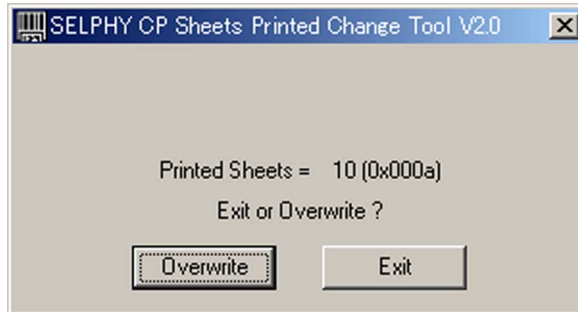 SELPHY CP Sheets Printed Change Tool V2.0
Printed Sheets = 10 (0x000a)
Exit or Overwrite ?
Overwrite Exit